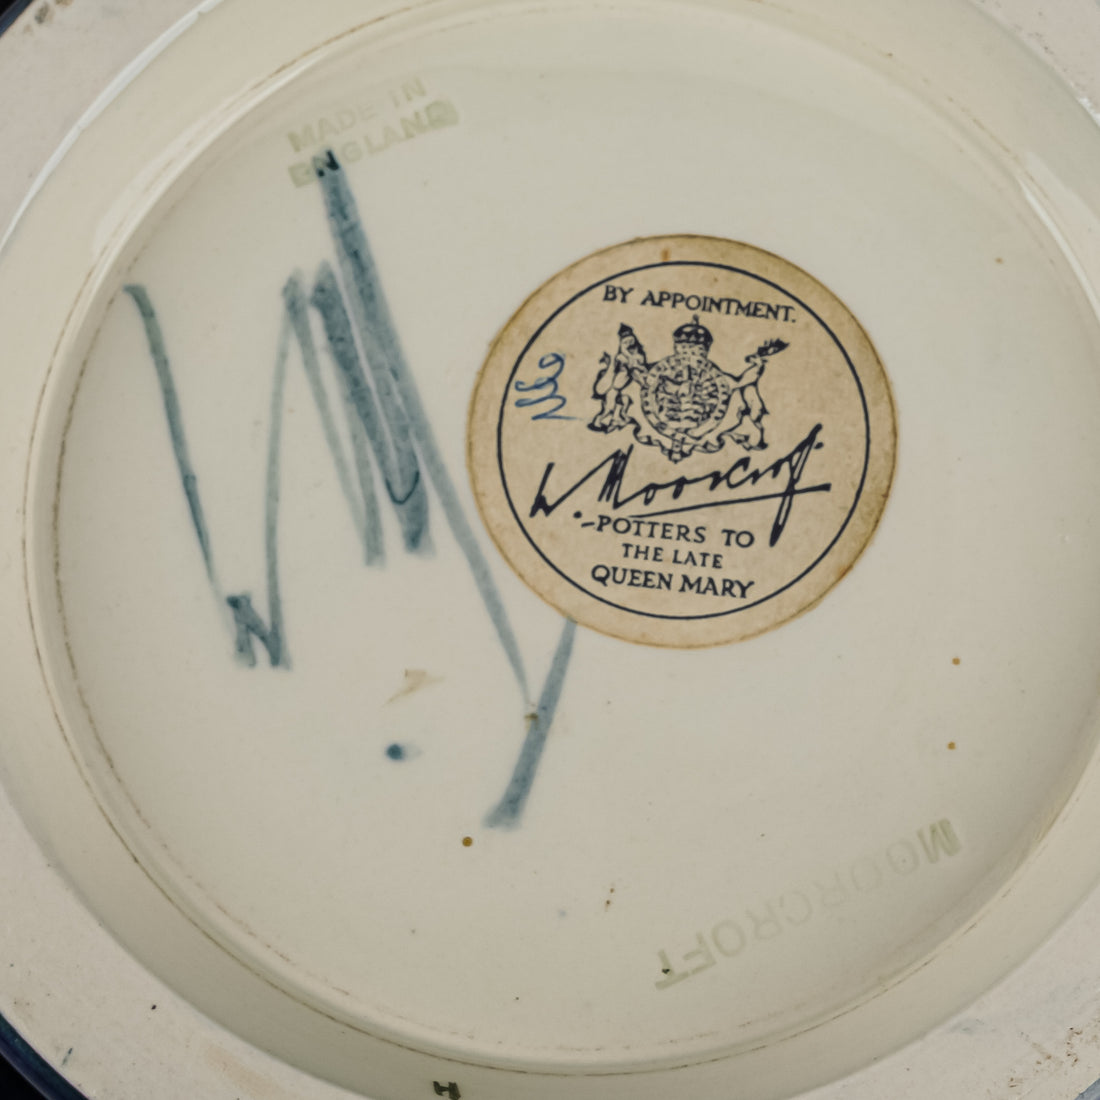 MADE IN
ENGLAND
BY APPOINTMENT.
W. Moorcroft
-POTTERS TO
THE LATE
QUEEN MARY
MOORCROFT
H